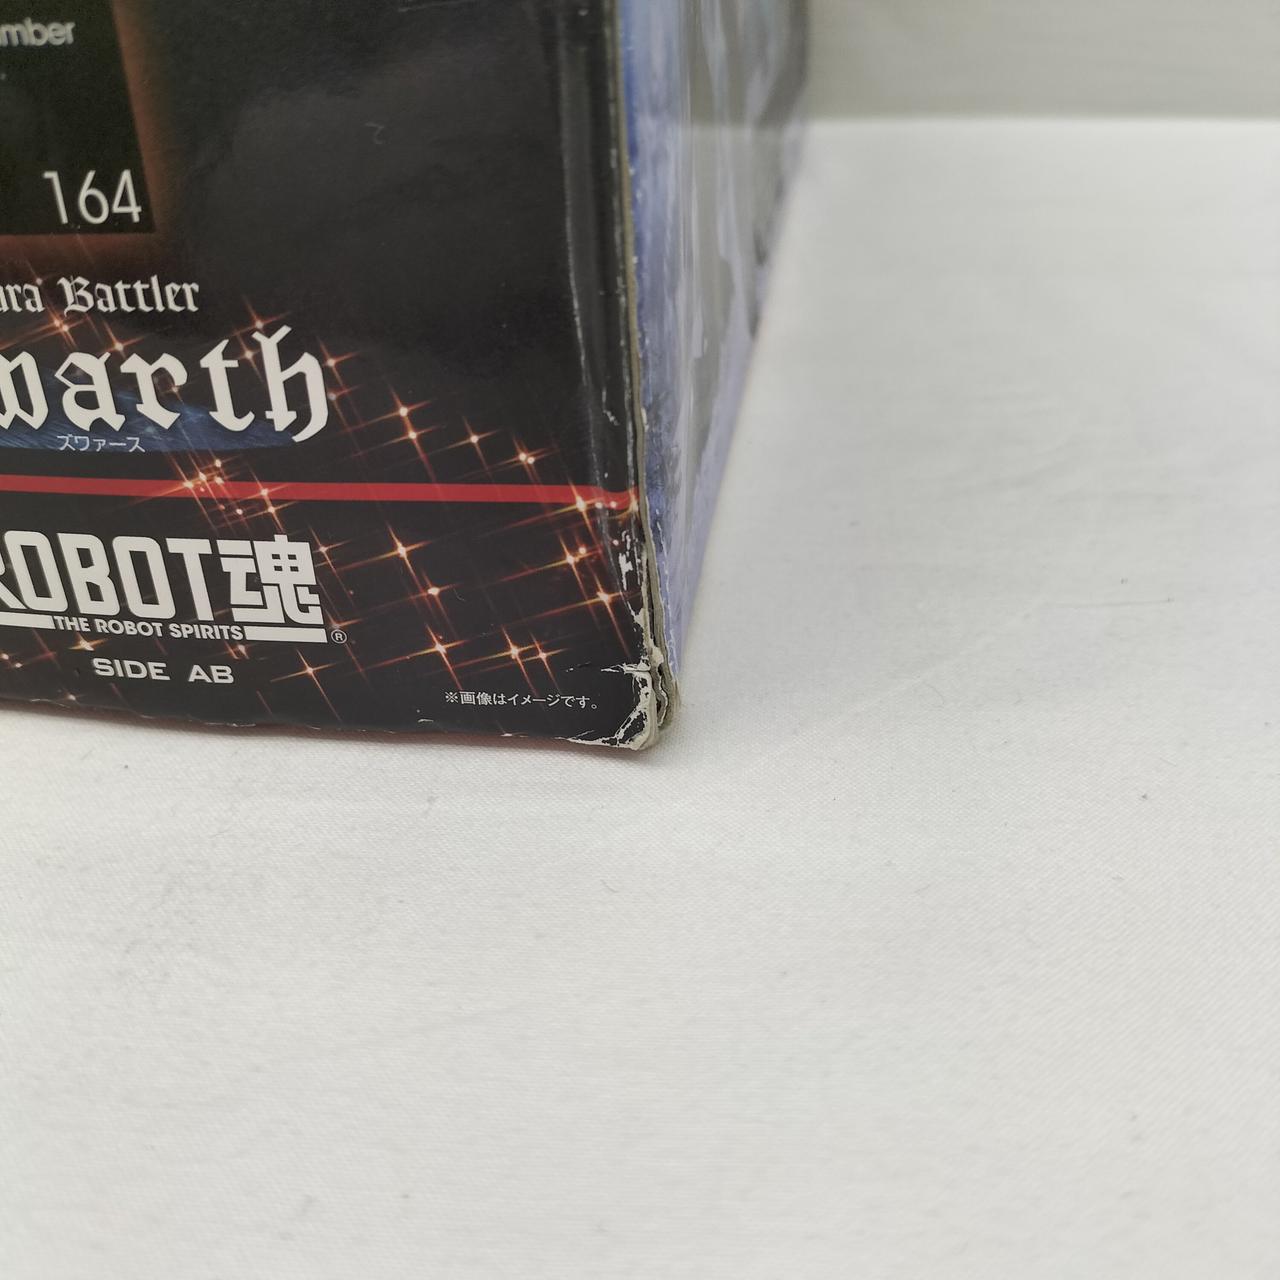 mber
164
ura Battler
warth
ズワァース
ROBOT魂
THE ROBOT SPIRITS
®
SIDE AB
※画像はイメージです。